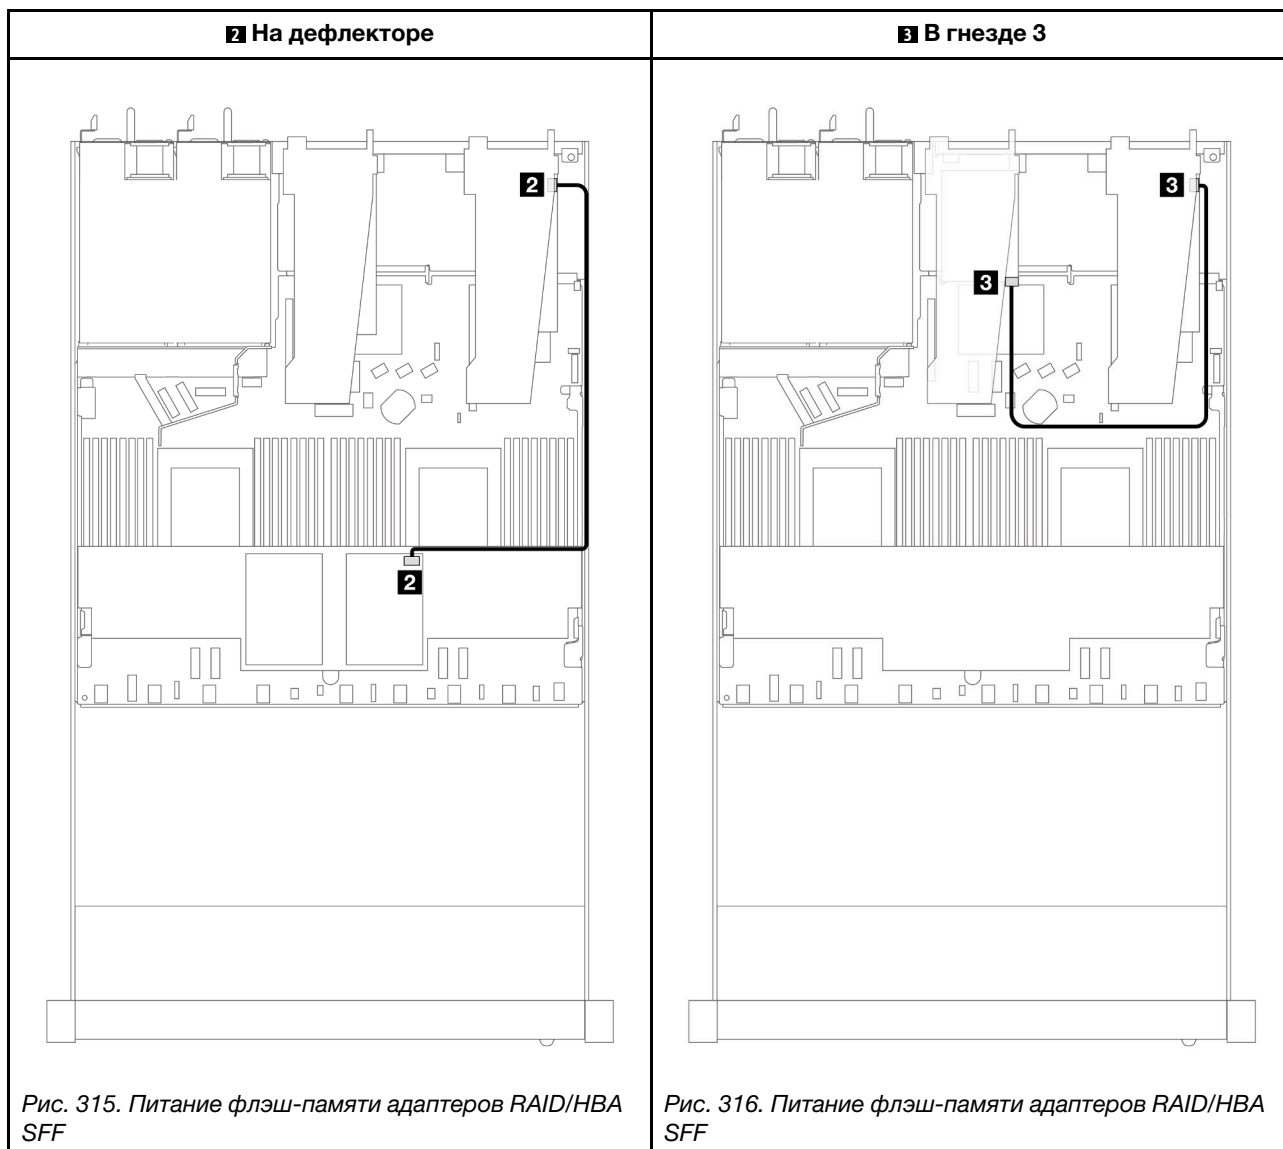 2 На дефлекторе
3 В гнезде 3
2
2
3
3
Рис. 315. Питание флэш-памяти адаптеров RAID/HBA
SFF
Рис. 316. Питание флэш-памяти адаптеров RAID/HBA
SFF